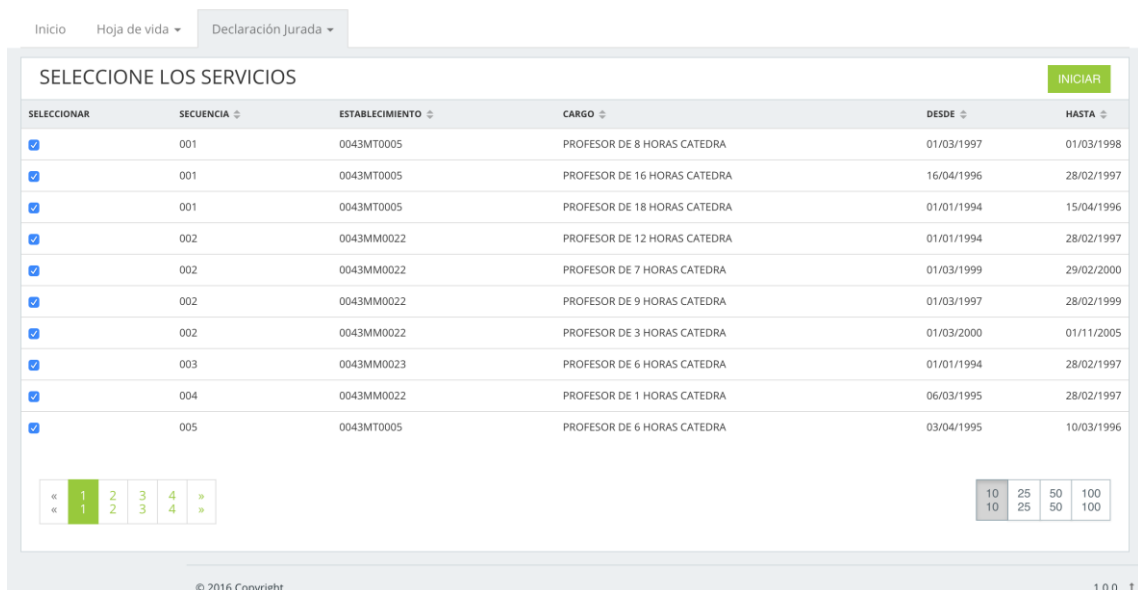 Inicio Hoja de vida Declaración Jurada
SELECCIONE LOS SERVICIOS INICIAR
SELECCIONAR SECUENCIA ESTABLECIMIENTO CARGO DESDE HASTA
001 0043MT0005 PROFESOR DE 8 HORAS CATEDRA 01/03/1997 01/03/1998
001 0043MT0005 PROFESOR DE 16 HORAS CATEDRA 16/04/1996 28/02/1997
001 0043MT0005 PROFESOR DE 18 HORAS CATEDRA 01/01/1994 15/04/1996
002 0043MM0022 PROFESOR DE 12 HORAS CATEDRA 01/01/1994 28/02/1997
002 0043MM0022 PROFESOR DE 7 HORAS CATEDRA 01/03/1999 29/02/2000
002 0043MM0022 PROFESOR DE 9 HORAS CATEDRA 01/03/1997 28/02/1999
002 0043MM0022 PROFESOR DE 3 HORAS CATEDRA 01/03/2000 01/11/2005
003 0043MM0023 PROFESOR DE 6 HORAS CATEDRA 01/01/1994 28/02/1997
004 0043MM0022 PROFESOR DE 1 HORAS CATEDRA 06/03/1995 28/02/1997
005 0043MT0005 PROFESOR DE 6 HORAS CATEDRA 03/04/1995 10/03/1996
« 1 2 3 4 » 10 25 50 100
« 1 2 3 4 » 10 25 50 100
© 2016 Copyright 1.0.0